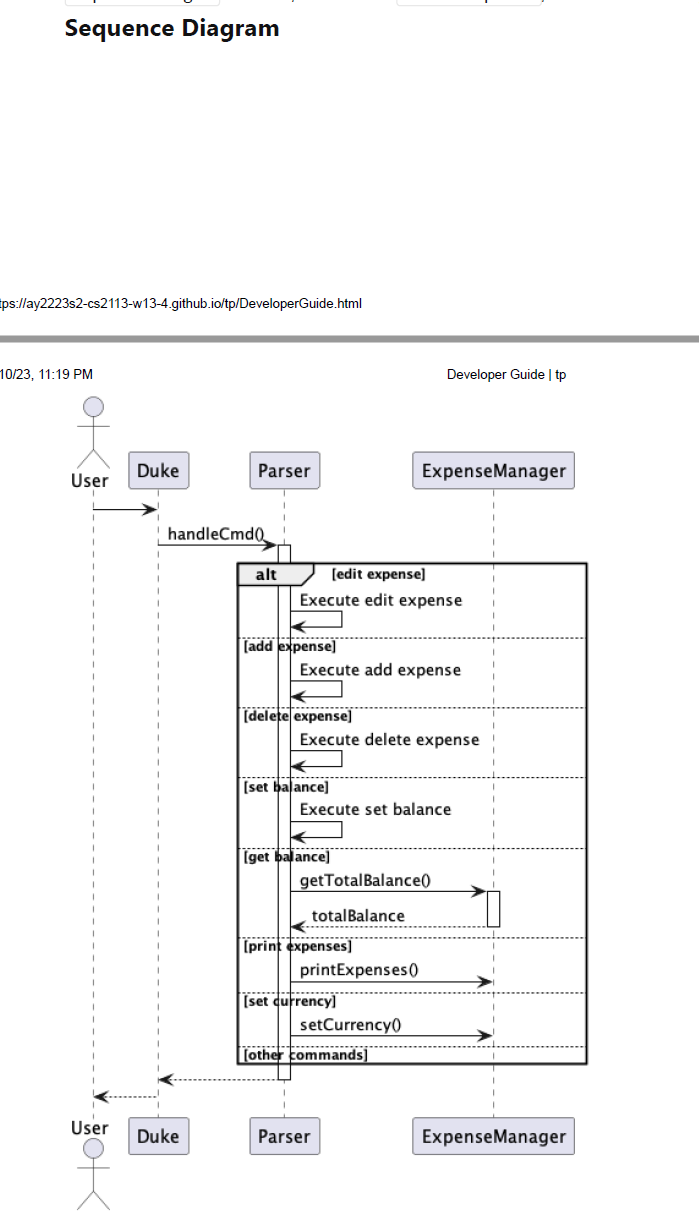 Sequence Diagram
tps://ay2223s2-cs2113-w13-4.github.io/tp/DeveloperGuide.html
10/23, 11:19 PM Developer Guide | tp
User Duke Parser ExpenseManager
handleCmd()
alt [edit expense]
Execute edit expense
[add expense]
Execute add expense
[delete expense]
Execute delete expense
[set balance]
Execute set balance
[get balance]
getTotalBalance()
totalBalance
[print expenses]
printExpenses()
[set currency]
setCurrency()
[other commands]
User Duke Parser ExpenseManager